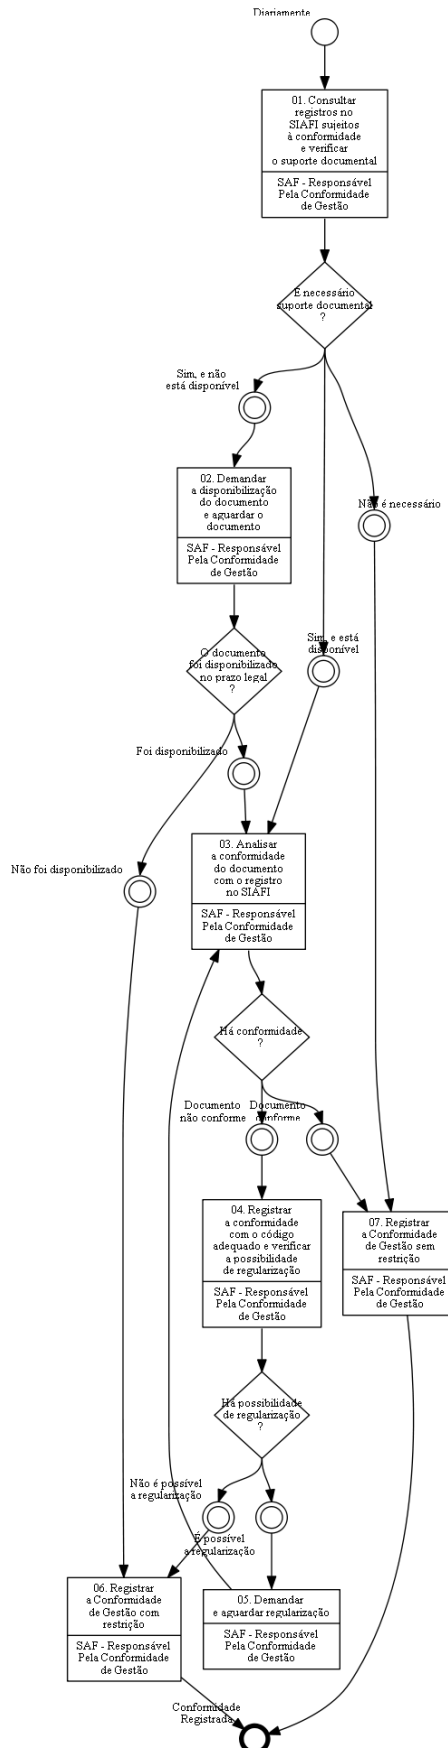 Diariamente
01. Consultar
registros no
SIAFI sujeitos
à conformidade
e verificar
o suporte documental
SAF - Responsável
Pela Conformidade
de Gestão
É necessário
suporte documental
?
Sim, e não
está disponível
02. Demandar
a disponibilização
do documento
e aguardar o
documento
SAF - Responsável
Pela Conformidade
de Gestão
Não é necessário
O documento
foi disponibilizado
no prazo legal
?
Sim, e está
disponível
Foi disponibilizado
Não foi disponibilizado
03. Analisar
a conformidade
do documento
com o registro
no SIAFI
SAF - Responsável
Pela Conformidade
de Gestão
Há conformidade
?
Documento
não conforme
Documento
conforme
04. Registrar
a conformidade
com o código
adequado e verificar
a possibilidade
de regularização
SAF - Responsável
Pela Conformidade
de Gestão
07. Registrar
a Conformidade
de Gestão sem
restrição
SAF - Responsável
Pela Conformidade
de Gestão
Há possibilidade
de regularização
?
Não é possível
a regularização
É possível
a regularização
06. Registrar
a Conformidade
de Gestão com
restrição
SAF - Responsável
Pela Conformidade
de Gestão
05. Demandar
e aguardar regularização
SAF - Responsável
Pela Conformidade
de Gestão
Conformidade
Registrada